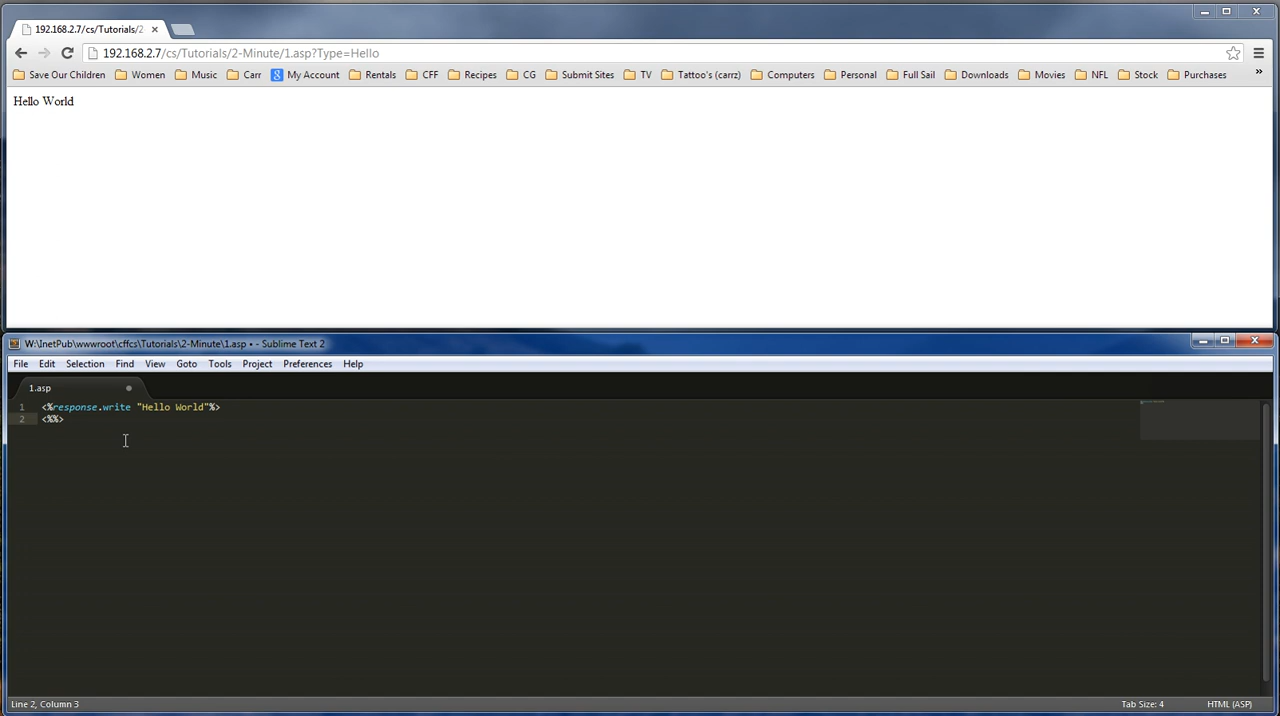 192.168.2.7/cs/Tutorials/2
192.168.2.7/cs/Tutorials/2-Minute/1.asp?Type=Hello
Save Our Children Women Music Carr My Account Rentals CFF Recipes CG Submit Sites TV Tattoo's (carrz) Computers Personal Full Sail Downloads Movies NFL Stock Purchases »
Hello World
W:\InetPub\wwwroot\cffcs\Tutorials\2-Minute\1.asp • - Sublime Text 2
File Edit Selection Find View Goto Tools Project Preferences Help
1.asp
1 <%response.write "Hello World"%>
2 <%%>
Line 2, Column 3 Tab Size: 4 HTML (ASP)